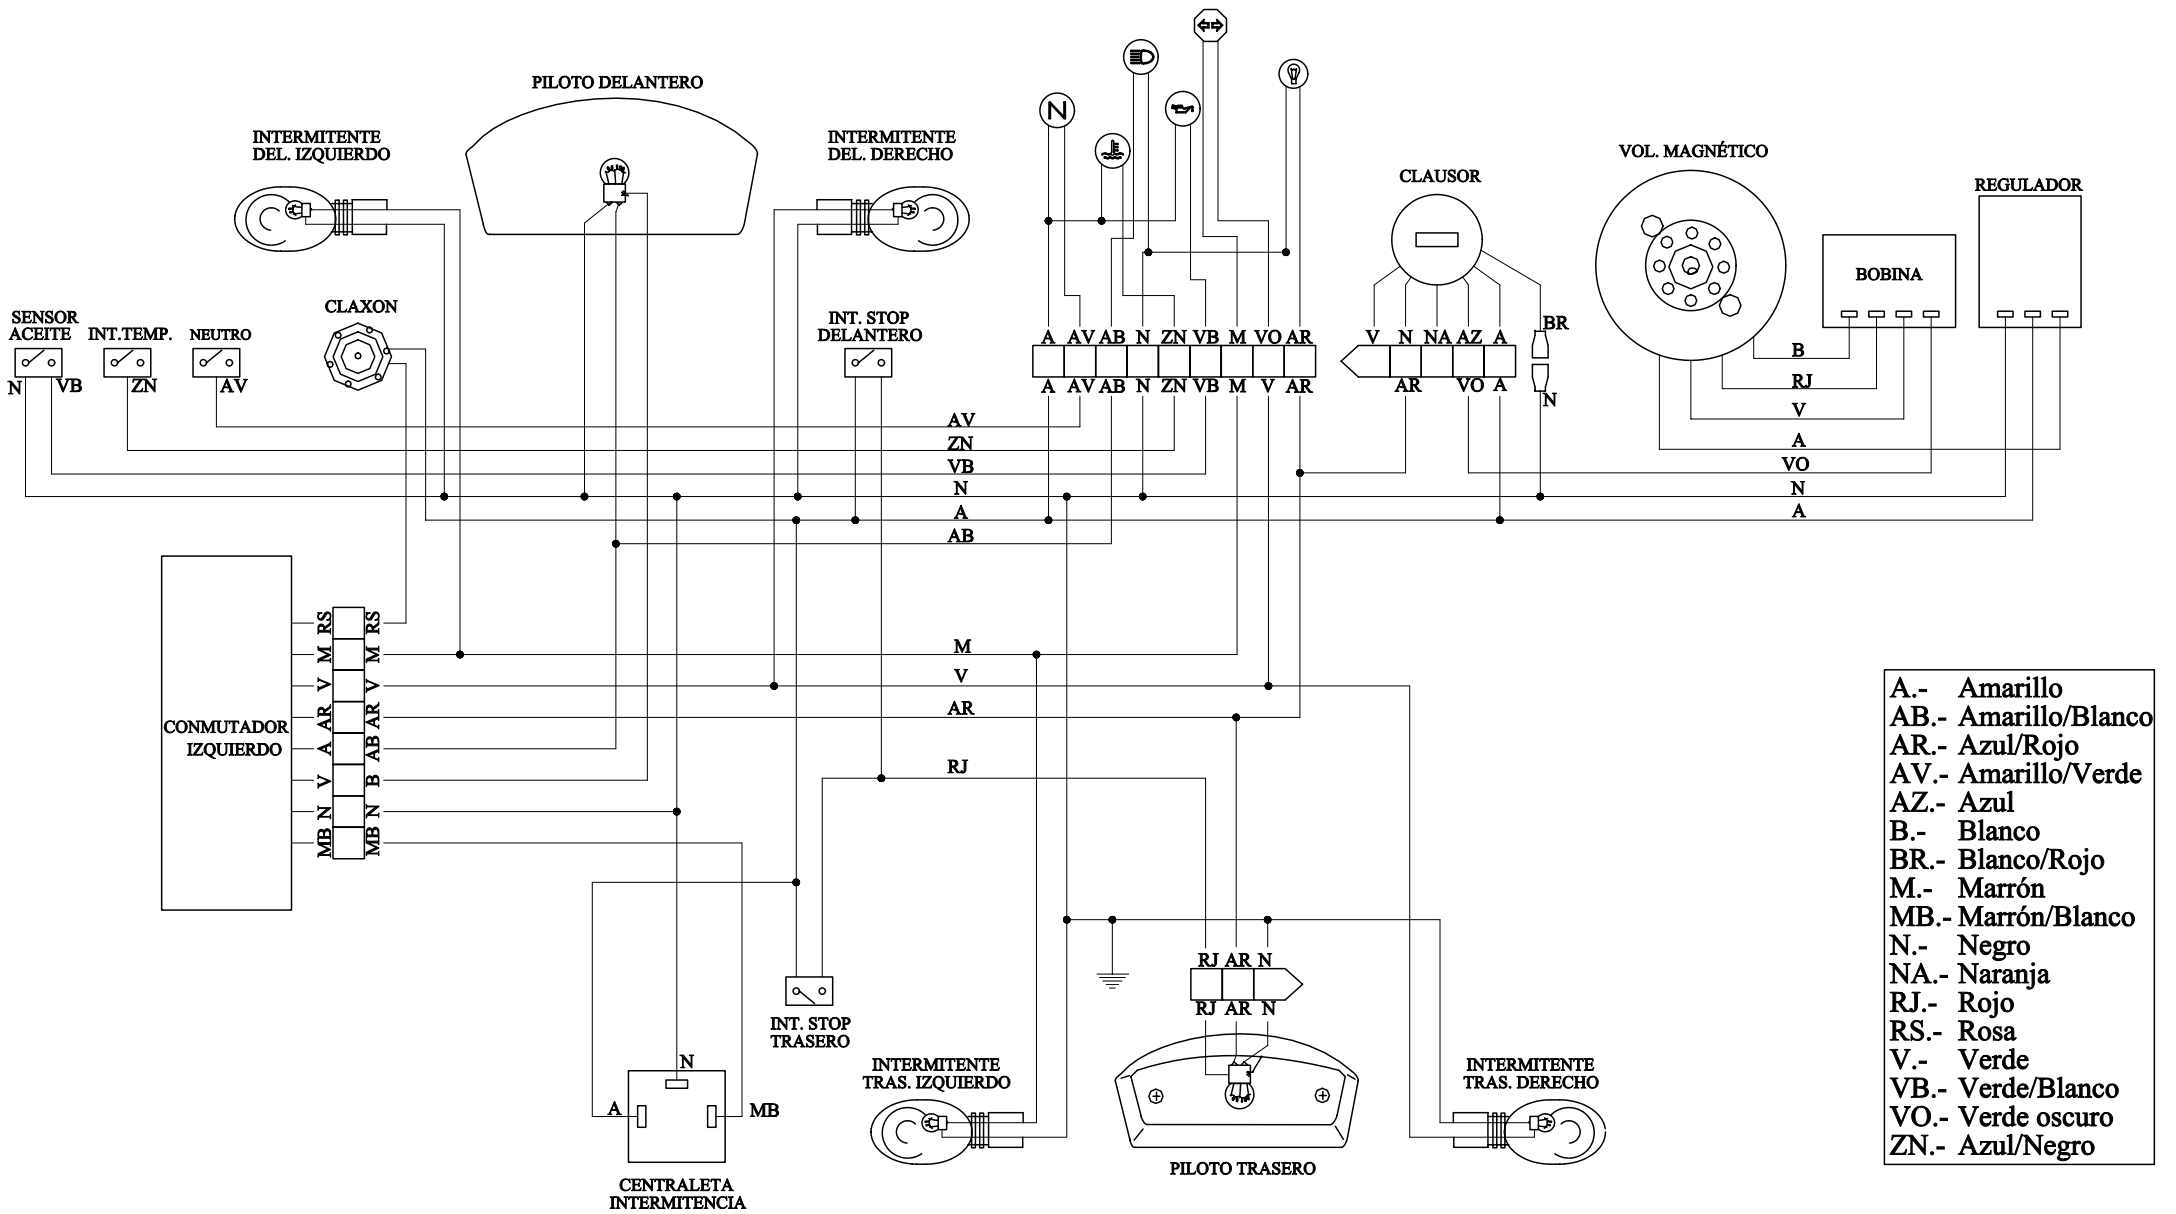 PILOTO DELANTERO
INTERMITENTE
DEL. IZQUIERDO
INTERMITENTE
DEL. DERECHO
N
CLAUSOR
VOL. MAGNÉTICO
REGULADOR
BOBINA
SENSOR
ACEITE
INT.TEMP.
NEUTRO
CLAXON
INT. STOP
DELANTERO
N
VB
ZN
AV
A AV AB N ZN VB M VO AR
A AV AB N ZN VB M V AR
V N NA AZ A
BR
AR VO A
N
B
RJ
V
A
VO
N
A
AV
ZN
VB
N
A
AB
M
V
AR
RJ
CONMUTADOR
IZQUIERDO
RS RS
M M
V V
AR AR
A AB
V B
N N
MB MB
INT. STOP
TRASERO
N
A
MB
CENTRALETA
INTERMITENCIA
RJ AR N
RJ AR N
INTERMITENTE
TRAS. IZQUIERDO
PILOTO TRASERO
INTERMITENTE
TRAS. DERECHO
A.- Amarillo
AB.- Amarillo/Blanco
AR.- Azul/Rojo
AV.- Amarillo/Verde
AZ.- Azul
B.- Blanco
BR.- Blanco/Rojo
M.- Marrón
MB.- Marrón/Blanco
N.- Negro
NA.- Naranja
RJ.- Rojo
RS.- Rosa
V.- Verde
VB.- Verde/Blanco
VO.- Verde oscuro
ZN.- Azul/Negro